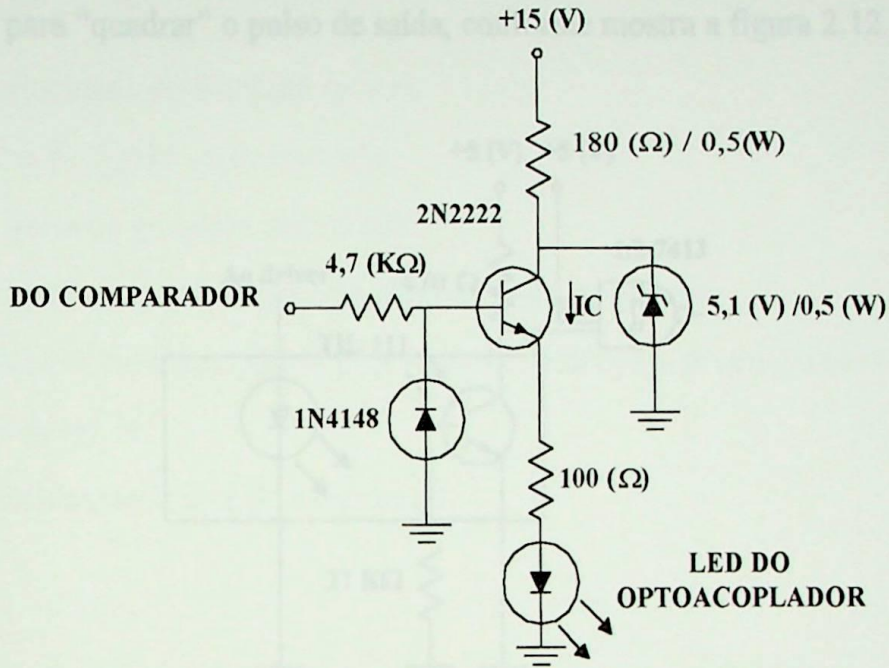 para "quadrar" o pulso de saída, conforme mostra a figura 2.12
+15 (V)
180 (Ω) / 0,5(W)
2N2222
4,7 (KΩ)
DO COMPARADOR
IC
5,1 (V) /0,5 (W)
1N4148
100 (Ω)
LED DO
OPTOACOPLADOR